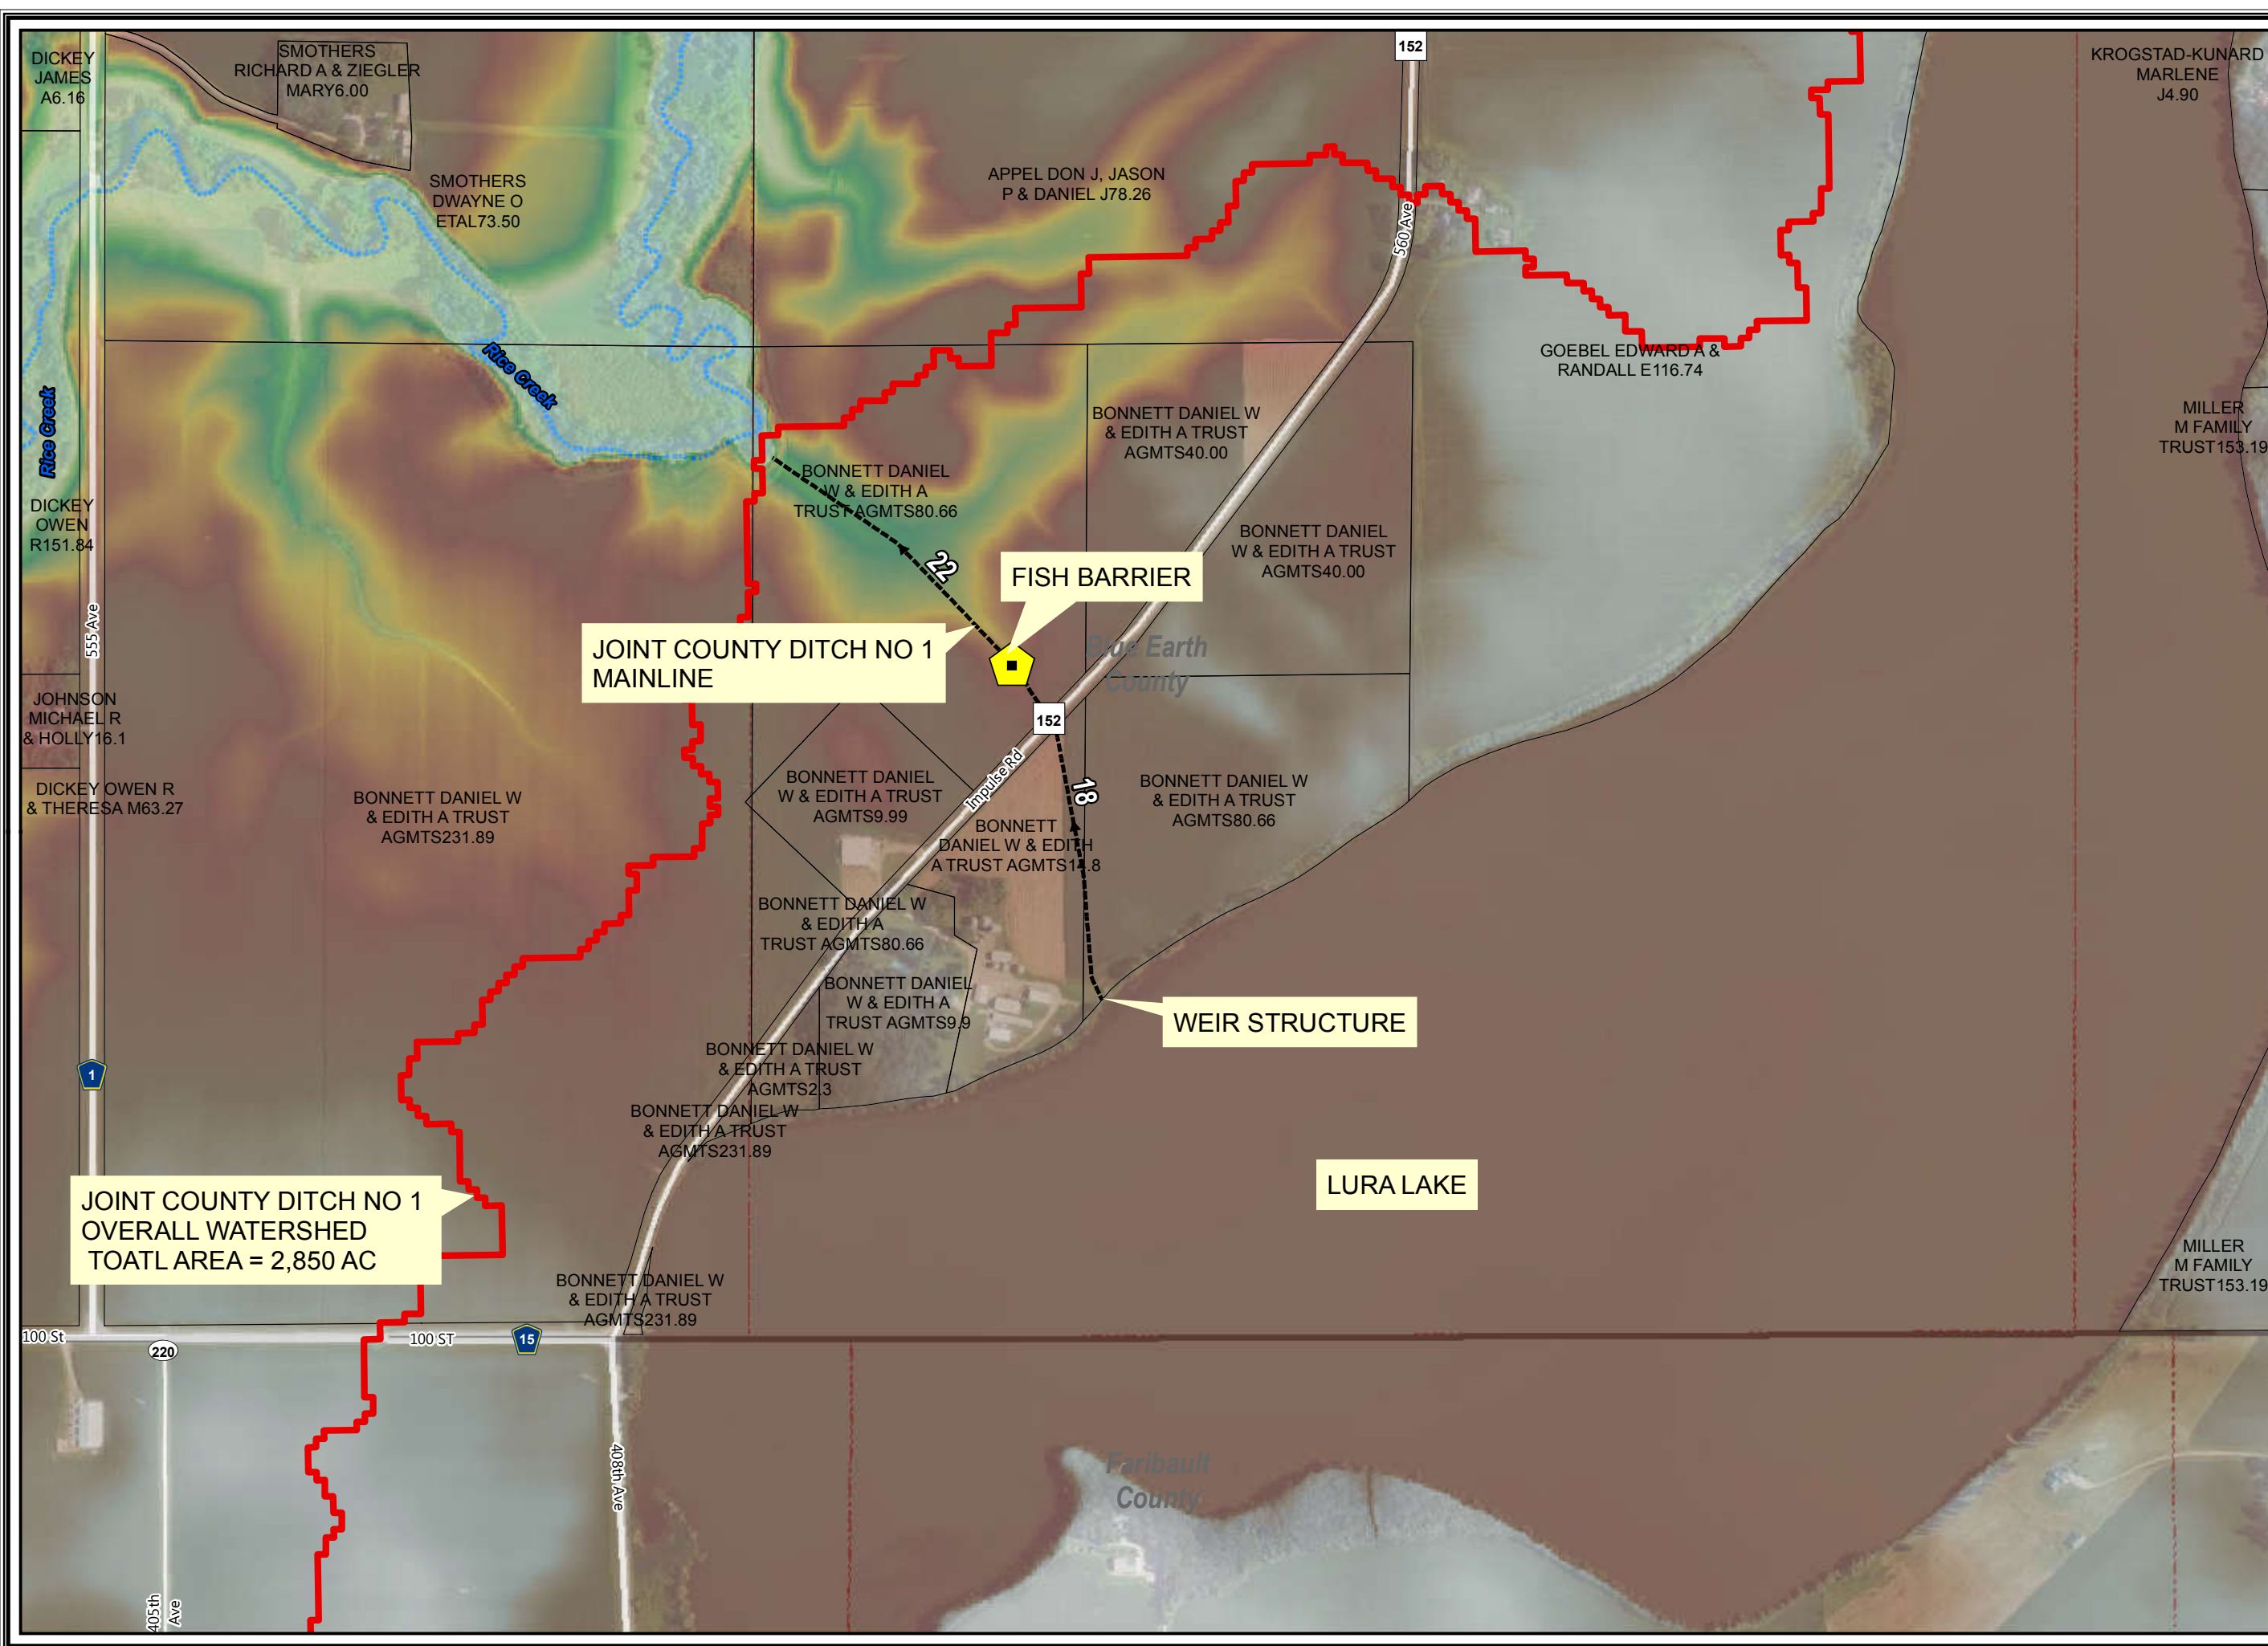 DICKEY
JAMES
A6.16
SMOTHERS
RICHARD A & ZIEGLER
MARY6.00
152
KROGSTAD-KUNARD
MARLENE
J4.90
SMOTHERS
DWAYNE O
ETAL73.50
APPEL DON J, JASON
P & DANIEL J78.26
560 Ave
Rice Creek
Rice Creek
GOEBEL EDWARD A &
RANDALL E116.74
BONNETT DANIEL W
& EDITH A TRUST
AGMTS40.00
MILLER
M FAMILY
TRUST153.19
BONNETT DANIEL
W & EDITH A
TRUST AGMTS80.66
DICKEY
OWEN
R151.84
BONNETT DANIEL
W & EDITH A TRUST
AGMTS40.00
22
FISH BARRIER
555 Ave
JOINT COUNTY DITCH NO 1
MAINLINE
Blue Earth
County
JOHNSON
MICHAEL R
& HOLLY16.1
152
DICKEY OWEN R
& THERESA M63.27
BONNETT DANIEL W
& EDITH A TRUST
AGMTS231.89
BONNETT DANIEL
W & EDITH A TRUST
AGMTS9.99
Impulse Rd
18
BONNETT DANIEL W
& EDITH A TRUST
AGMTS80.66
BONNETT
DANIEL W & EDITH
A TRUST AGMTS14.8
BONNETT DANIEL W
& EDITH A
TRUST AGMTS80.66
BONNETT DANIEL
W & EDITH A
TRUST AGMTS9.9
WEIR STRUCTURE
BONNETT DANIEL W
& EDITH A TRUST
AGMTS2.3
1
BONNETT DANIEL W
& EDITH A TRUST
AGMTS231.89
LURA LAKE
JOINT COUNTY DITCH NO 1
OVERALL WATERSHED
TOATL AREA = 2,850 AC
BONNETT DANIEL W
& EDITH A TRUST
AGMTS231.89
MILLER
M FAMILY
TRUST153.19
100 St
220
100 ST
15
408th Ave
Faribault
County
405th
Ave